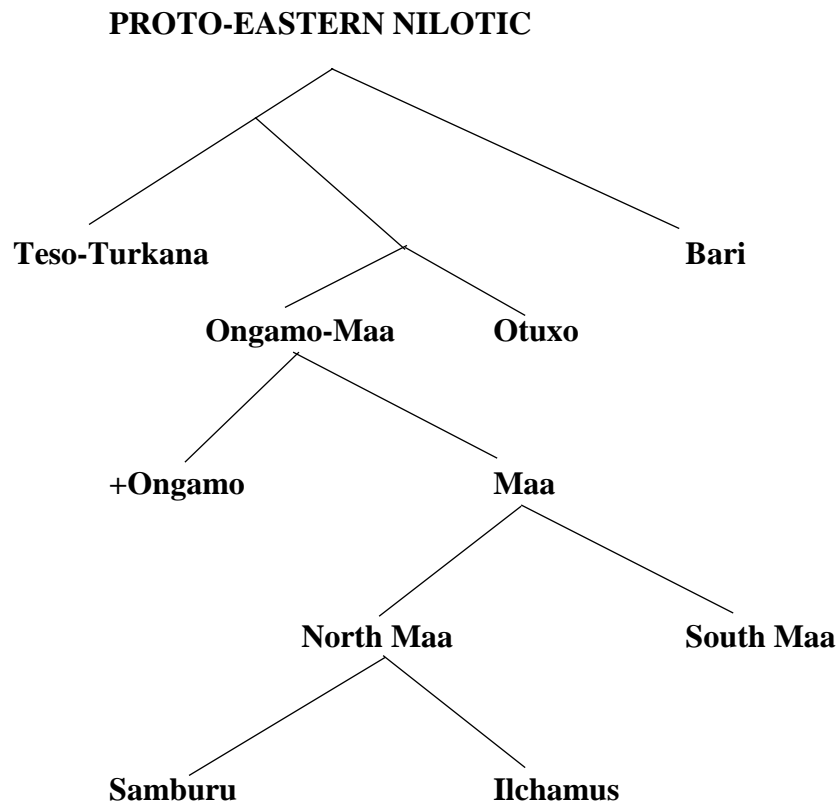 PROTO-EASTERN NILOTIC
Teso-Turkana Bari
Ongamo-Maa Otuxo
+Ongamo Maa
North Maa South Maa
Samburu Ilchamus